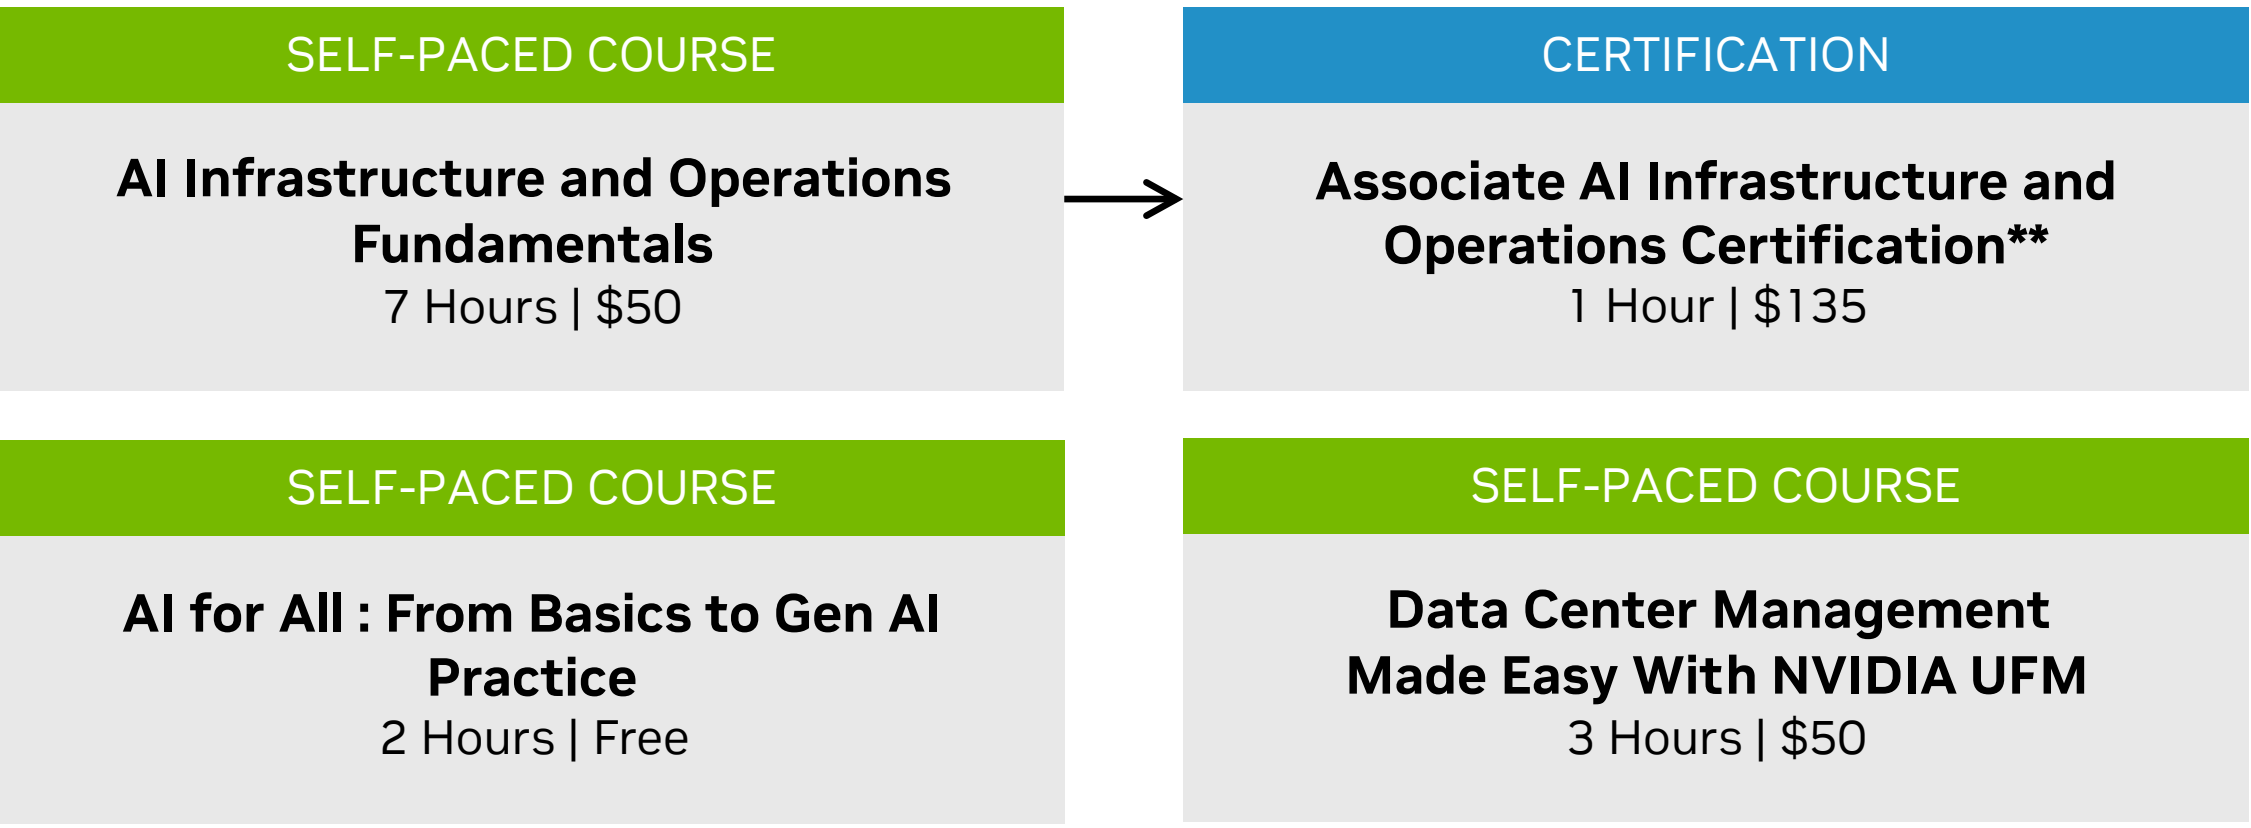 SELF-PACED COURSE
AI Infrastructure and Operations
Fundamentals
7 Hours | $50
CERTIFICATION
Associate AI Infrastructure and
Operations Certification**
1 Hour | $135
SELF-PACED COURSE
AI for All : From Basics to Gen AI
Practice
2 Hours | Free
SELF-PACED COURSE
Data Center Management
Made Easy With NVIDIA UFM
3 Hours | $50